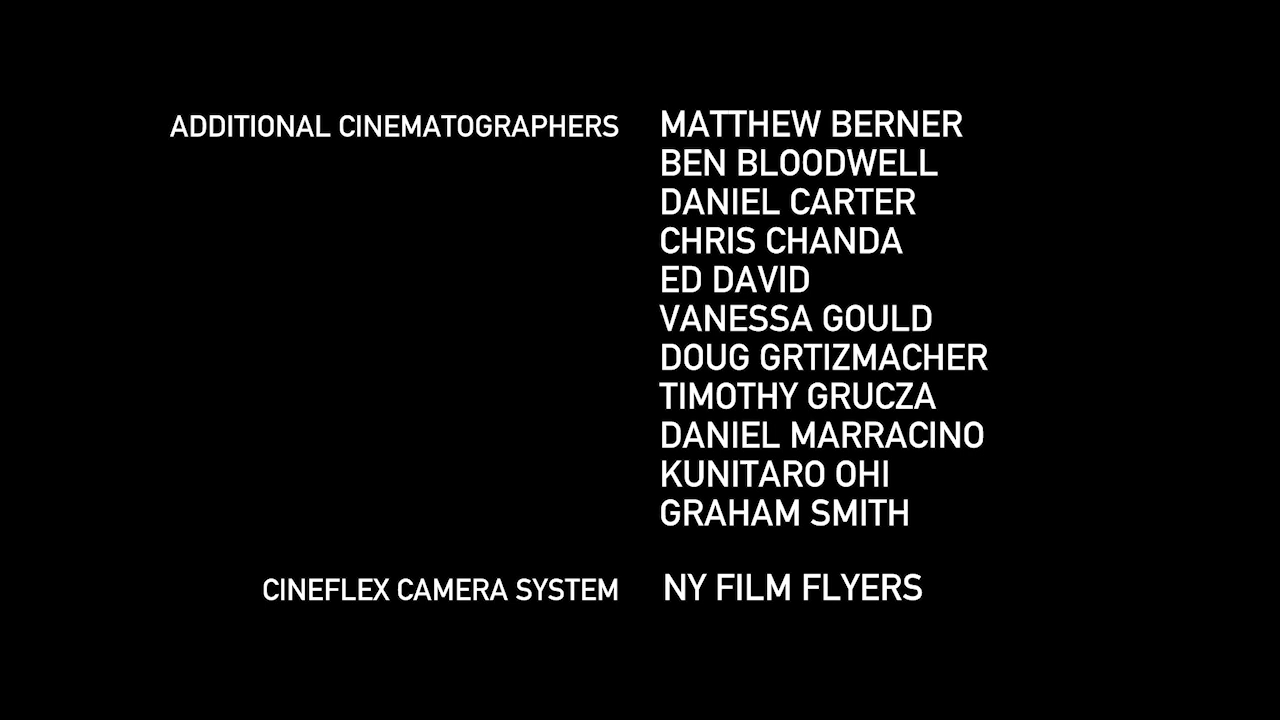 ADDITIONAL CINEMATOGRAPHERS MATTHEW BERNER
BEN BLOODWELL
DANIEL CARTER
CHRIS CHANDA
ED DAVID
VANESSA GOULD
DOUG GRTIZMACHER
TIMOTHY GRUCZA
DANIEL MARRACINO
KUNITARO OHI
GRAHAM SMITH
CINEFLEX CAMERA SYSTEM NY FILM FLYERS